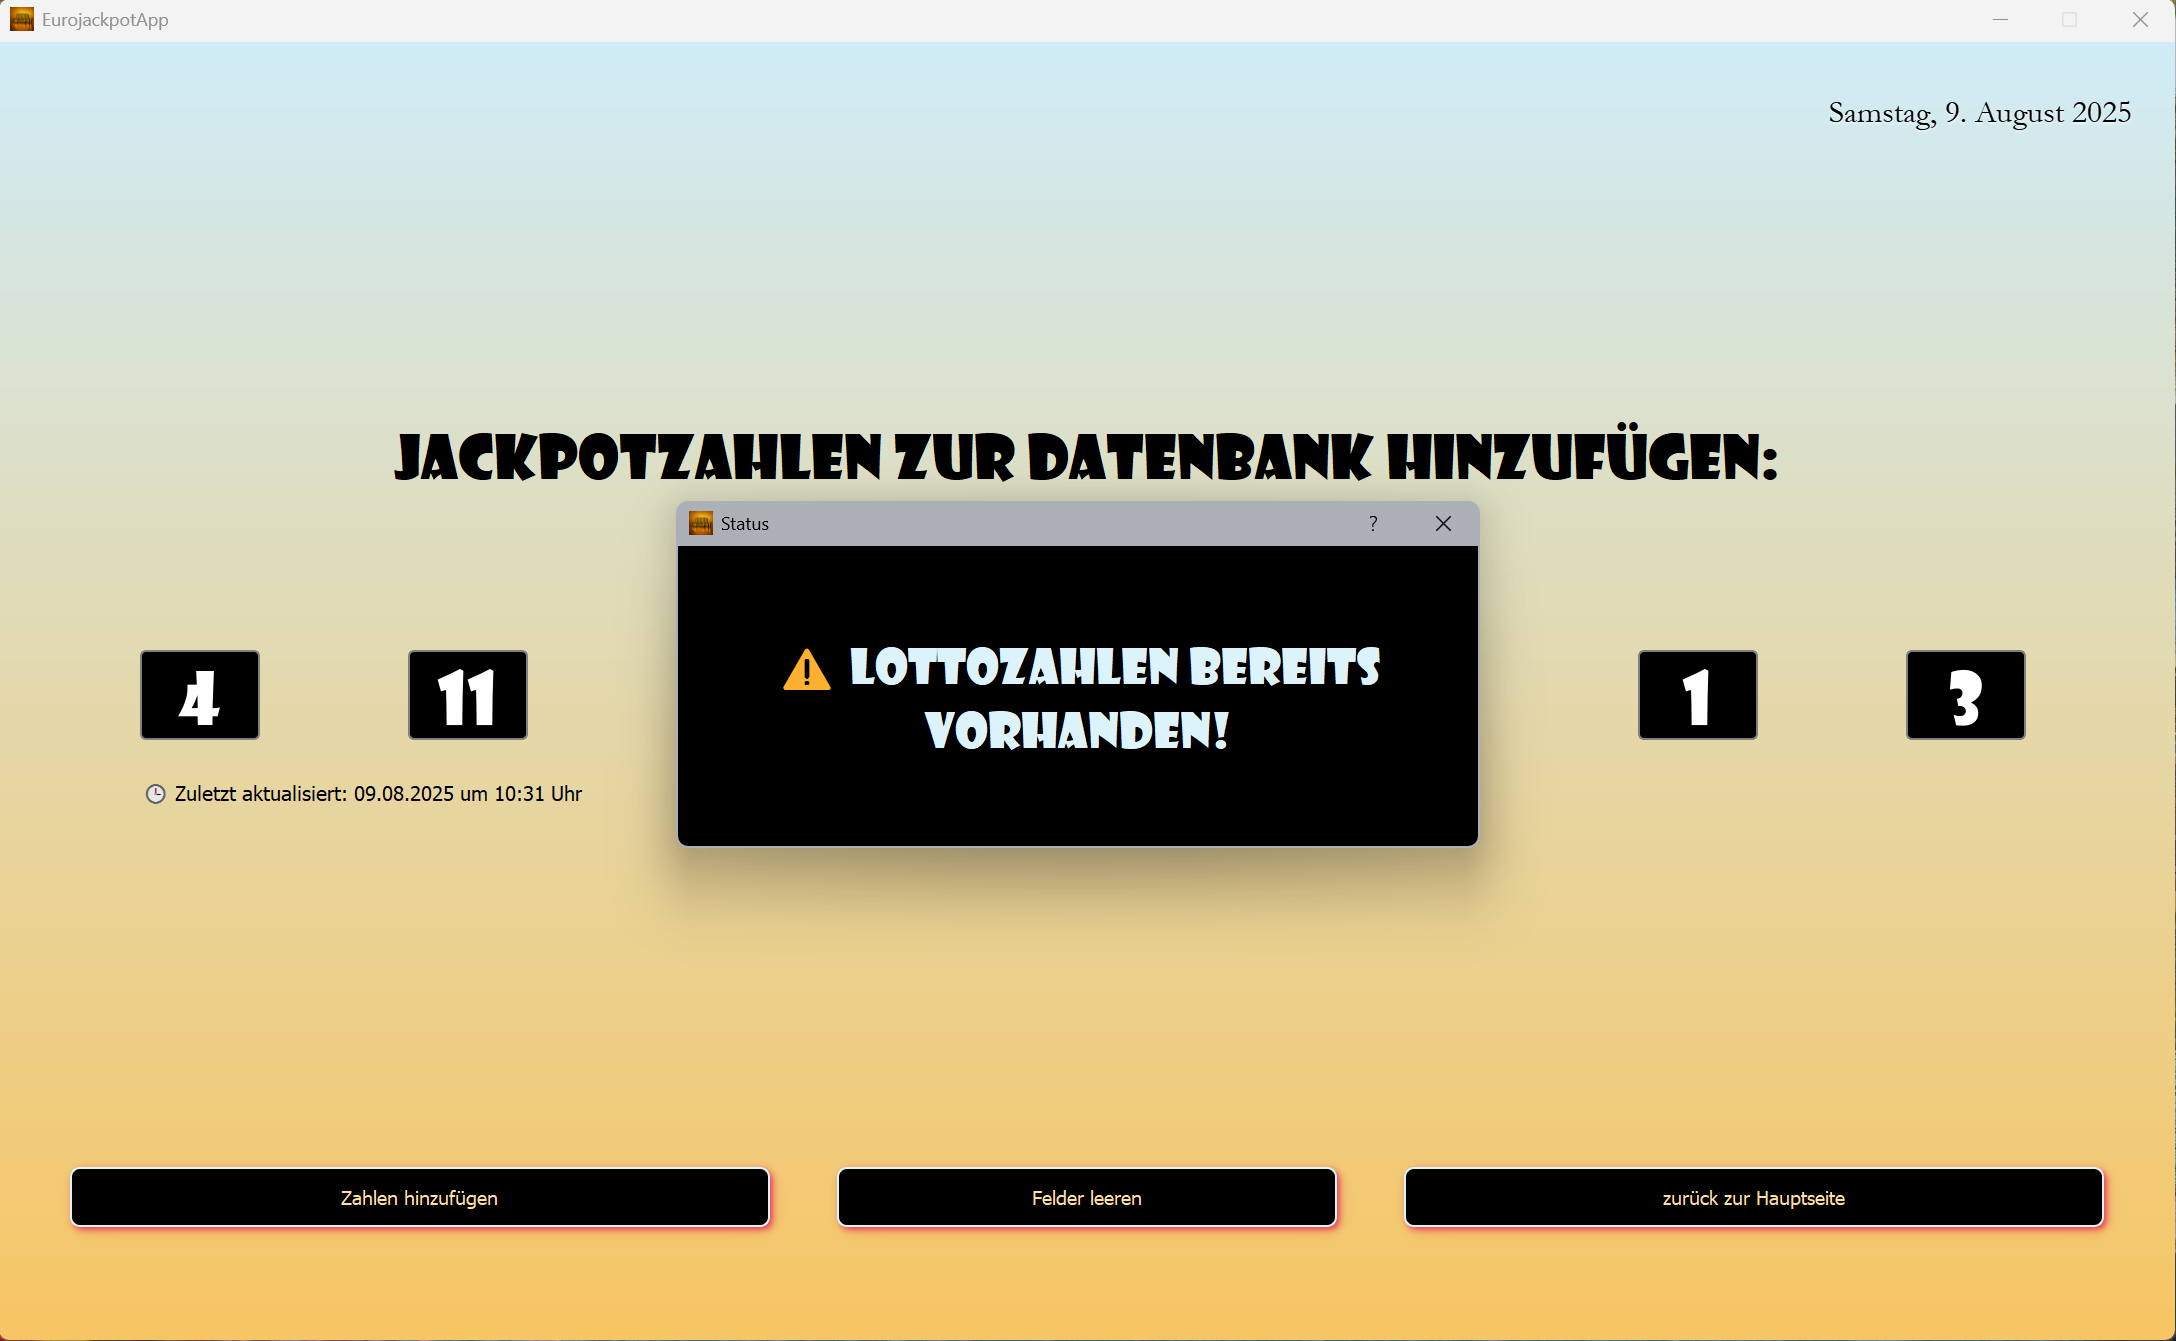 EurojackpotApp
Samstag, 9. August 2025
JACKPOTZAHLEN ZUR DATENBANK HINZUFÜGEN:
Status
?
⚠ LOTTOZAHLEN BEREITS
VORHANDEN!
4 11 1 3
Zuletzt aktualisiert: 09.08.2025 um 10:31 Uhr
Zahlen hinzufügen
Felder leeren
zurück zur Hauptseite